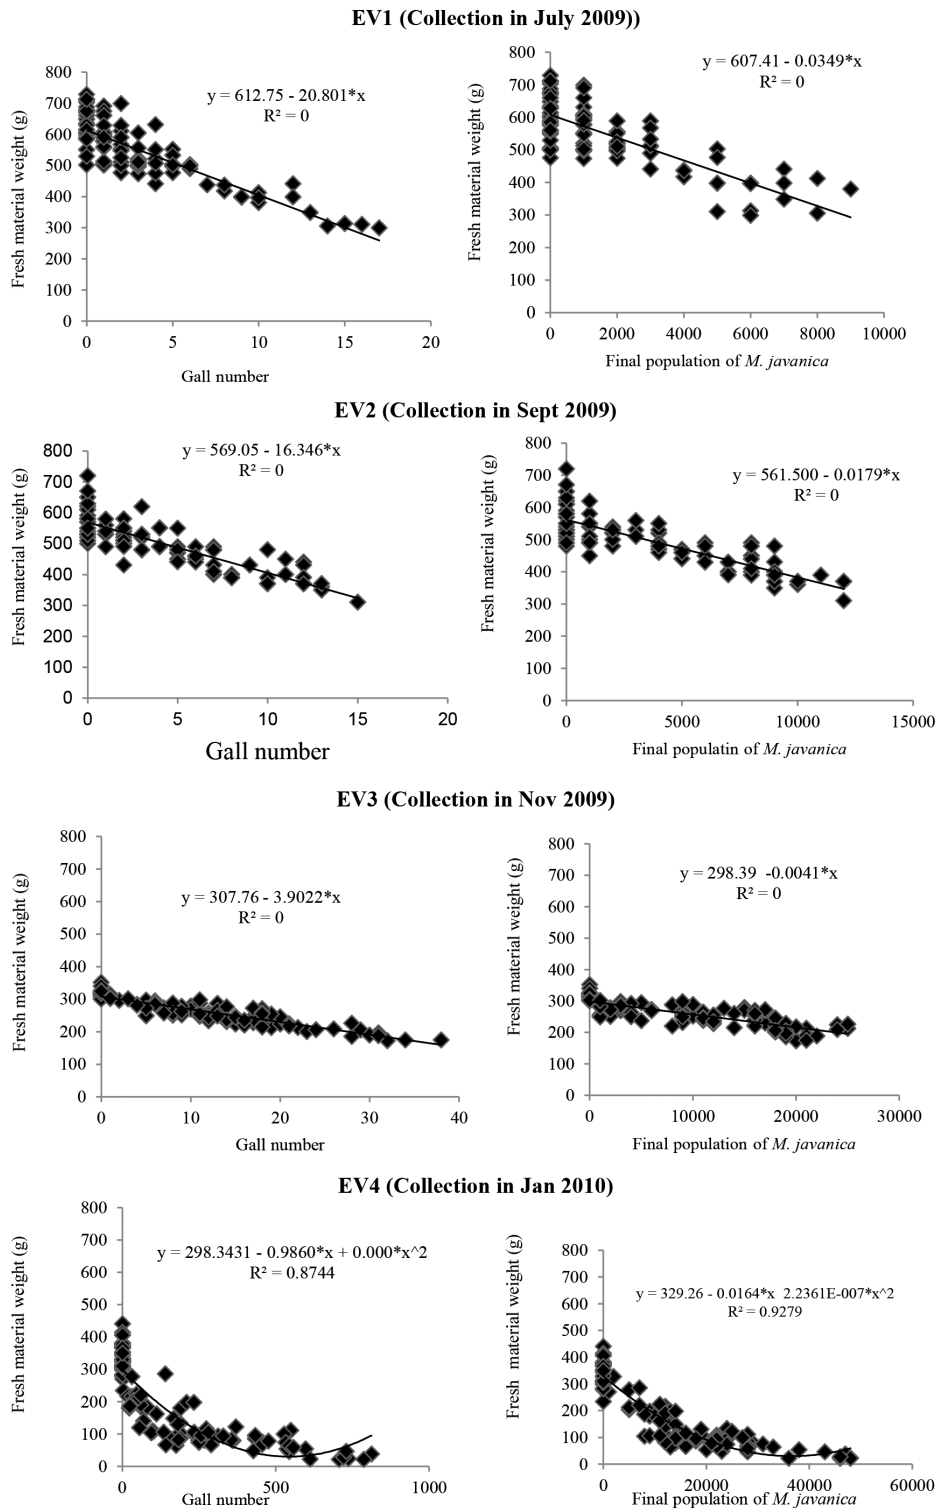 EV1 (Collection in July 2009))
Fresh material weight (g)
800
700
600
500
400
300
200
100
0
y = 612.75 - 20.801*x
R² = 0
0 5 10 15 20
Gall number
Fresh material weight (g)
800
700
600
500
400
300
200
100
0
y = 607.41 - 0.0349*x
R² = 0
0 2000 4000 6000 8000 10000
Final population of M. javanica
EV2 (Collection in Sept 2009)
Fresh material weight (g)
800
700
600
500
400
300
200
100
0
y = 569.05 - 16.346*x
R² = 0
0 5 10 15 20
Gall number
Fresh material weight (g)
800
700
600
500
400
300
200
100
0
y = 561.500 - 0.0179*x
R² = 0
0 5000 10000 15000
Final populatin of M. javanica
EV3 (Collection in Nov 2009)
Fresh material weight (g)
800
700
600
500
400
300
200
100
0
y = 307.76 - 3.9022*x
R² = 0
0 10 20 30 40
Gall number
Fresh material weight (g)
800
700
600
500
400
300
200
100
0
y = 298.39 -0.0041*x
R² = 0
0 10000 20000 30000
Final population of M. javanica
EV4 (Collection in Jan 2010)
Fresh material weight (g)
800
700
600
500
400
300
200
100
0
y = 298.3431 - 0.9860*x + 0.000*x^2
R² = 0.8744
0 500 1000
Gall number
Fresh material weight (g)
800
700
600
500
400
300
200
100
0
y = 329.26 - 0.0164*x 2.2361E-007*x^2
R² = 0.9279
0 20000 40000 60000
Final population of M. javanica